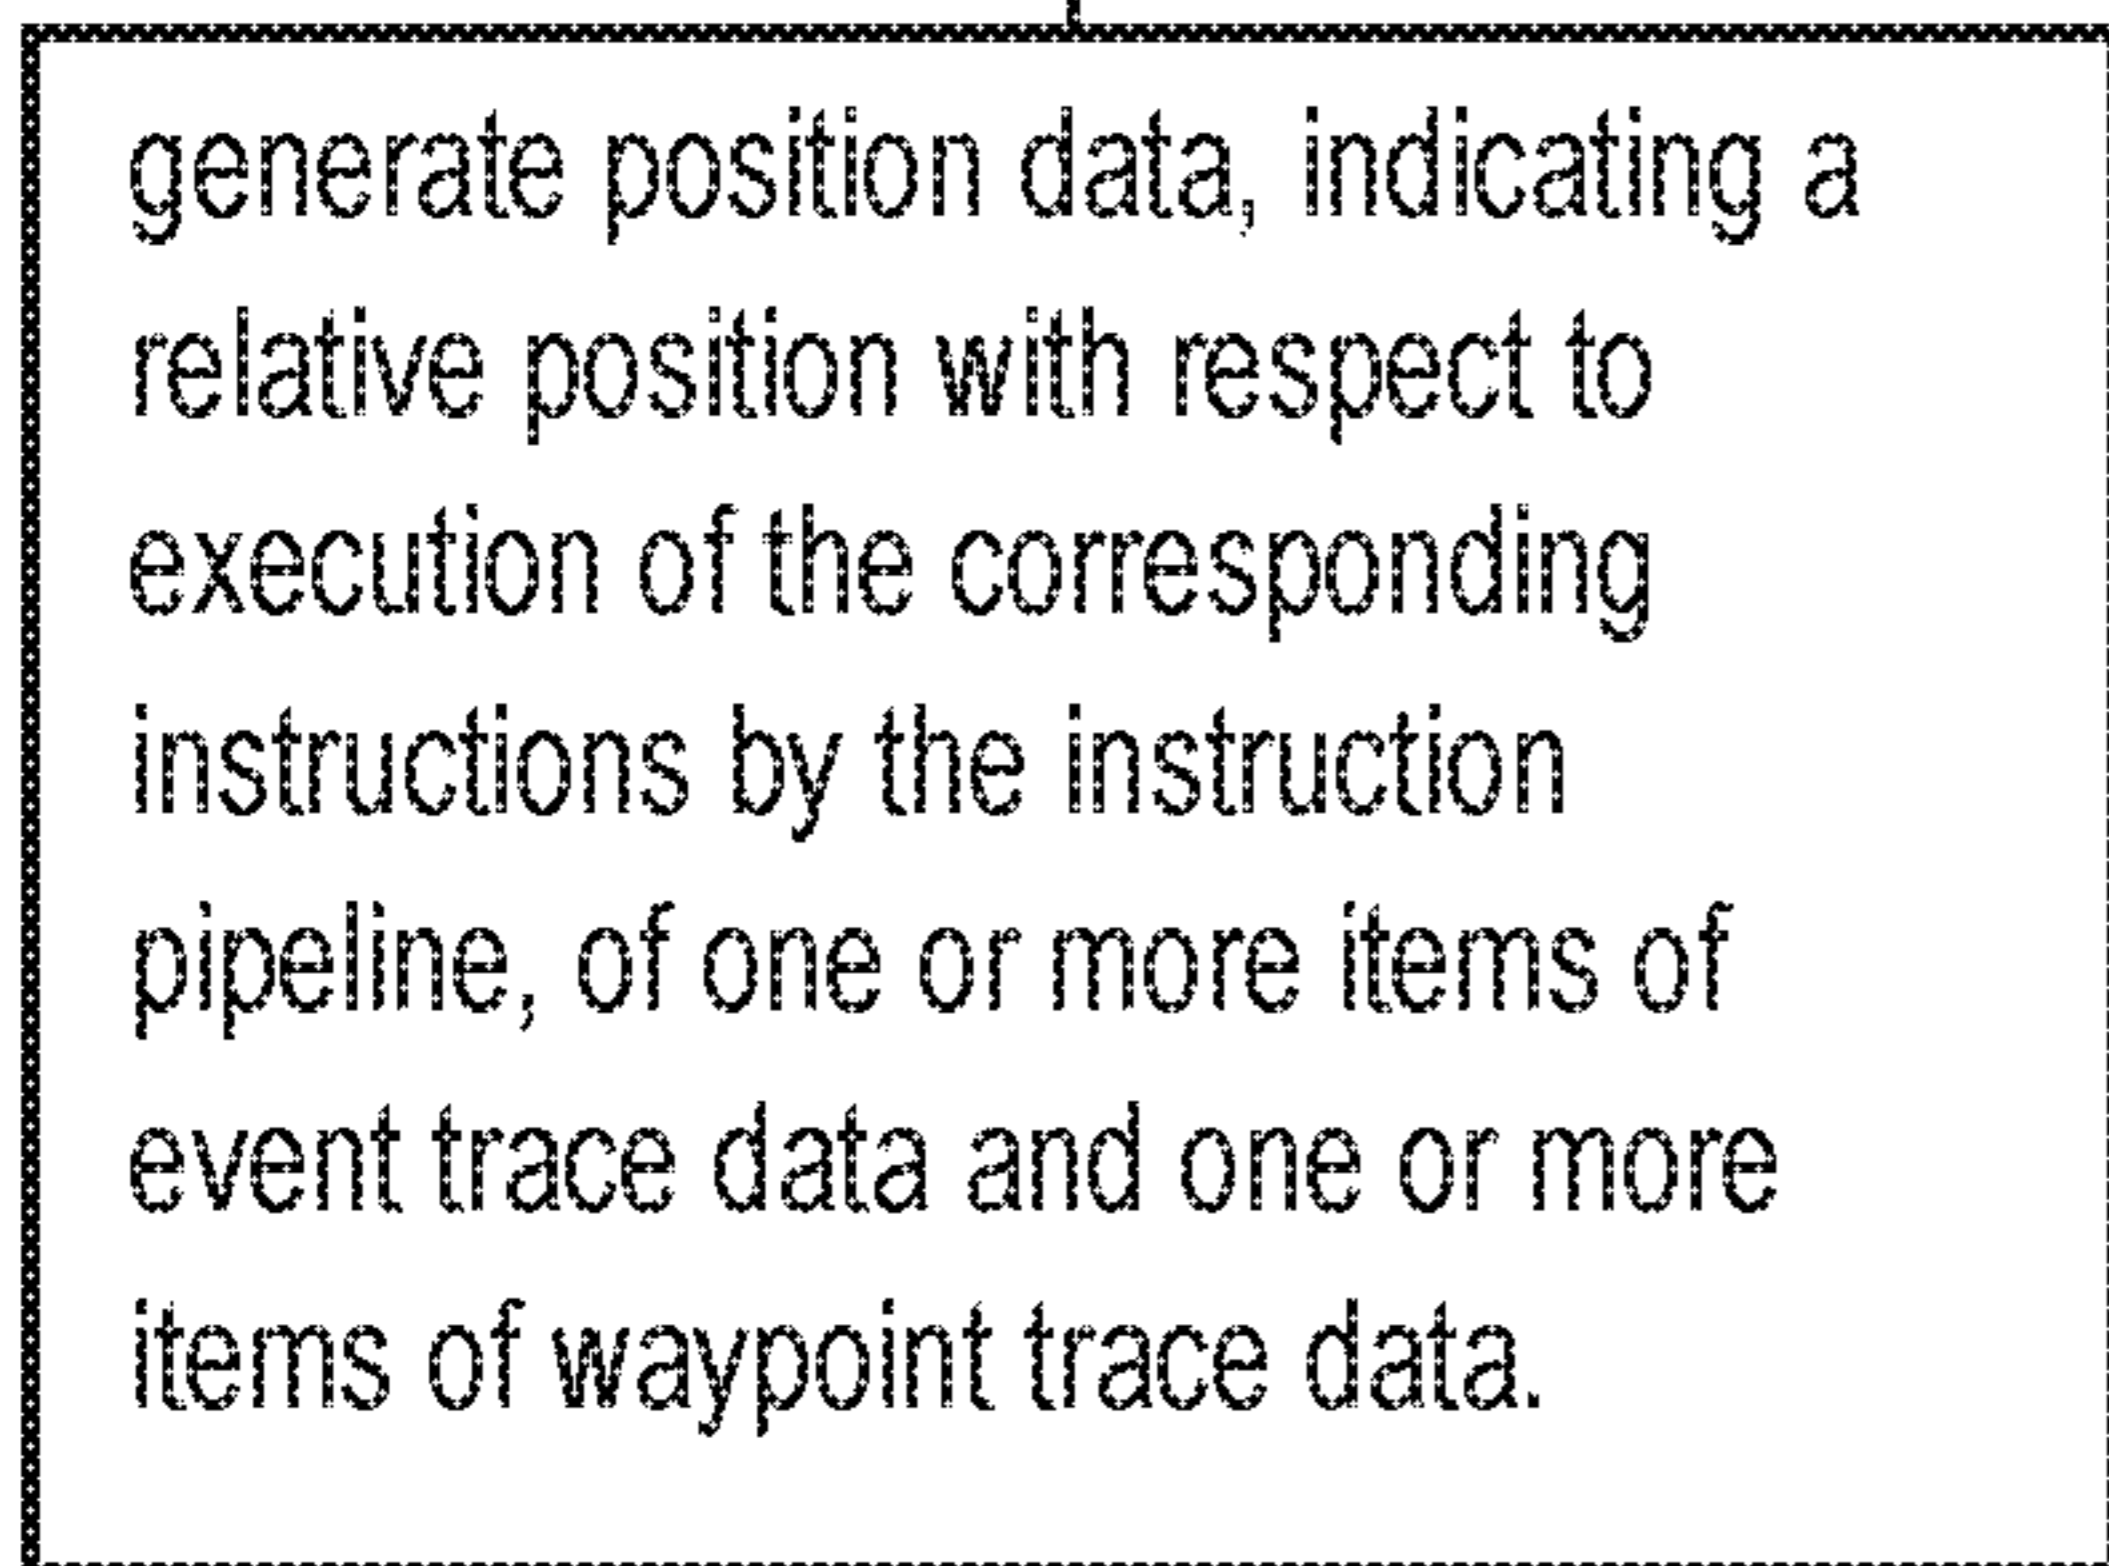 generate position data, indicating a
relative position with respect to
execution of the corresponding
instructions by the instruction
pipeline, of one or more items of
event trace data and one or more
items of waypoint trace data.